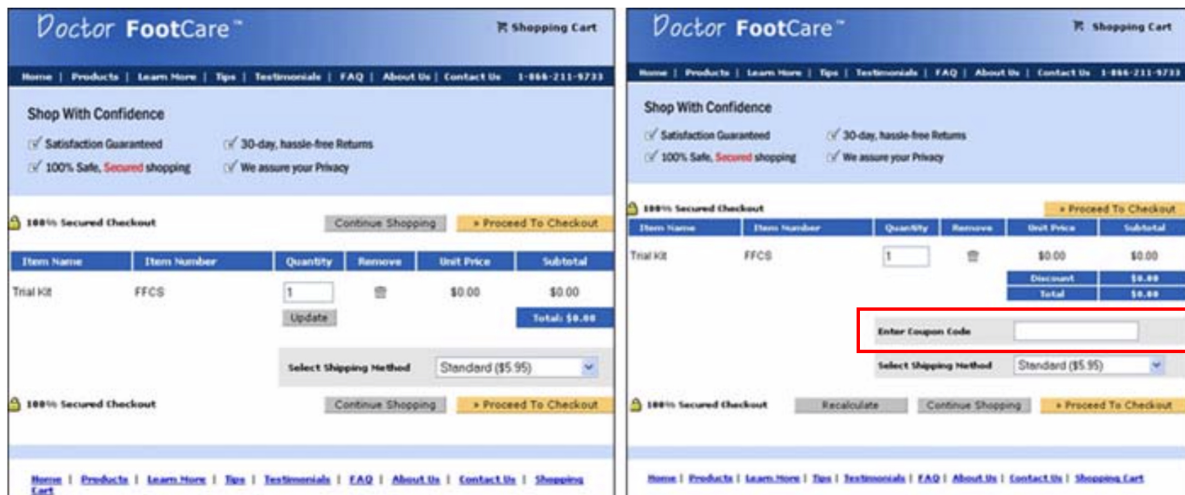 Doctor FootCare™
Shopping Cart
Home | Products | Learn More | Tips | Testimonials | FAQ | About Us | Contact Us 1-866-211-9733
Shop With Confidence
Satisfaction Guaranteed 30-day, hassle-free Returns
100% Safe, Secured shopping We assure your Privacy
100% Secured Checkout Continue Shopping » Proceed To Checkout
Item Name Item Number Quantity Remove Unit Price Subtotal
Trial Kit FFCS 1 $0.00 $0.00
Update Total: $0.00
Select Shipping Method Standard ($5.95)
100% Secured Checkout Continue Shopping » Proceed To Checkout
Home | Products | Learn More | Tips | Testimonials | FAQ | About Us | Contact Us | Shopping
Cart
Doctor FootCare™
Shopping Cart
Home | Products | Learn More | Tips | Testimonials | FAQ | About Us | Contact Us 1-866-211-9733
Shop With Confidence
Satisfaction Guaranteed 30-day, hassle-free Returns
100% Safe, Secured shopping We assure your Privacy
100% Secured Checkout » Proceed To Checkout
Item Name Item Number Quantity Remove Unit Price Subtotal
Trial Kit FFCS 1 $0.00 $0.00
Discount $0.00
Total $0.00
Enter Coupon Code
Select Shipping Method Standard ($5.95)
100% Secured Checkout Recalculate Continue Shopping » Proceed To Checkout
Home | Products | Learn More | Tips | Testimonials | FAQ | About Us | Contact Us | Shopping Cart